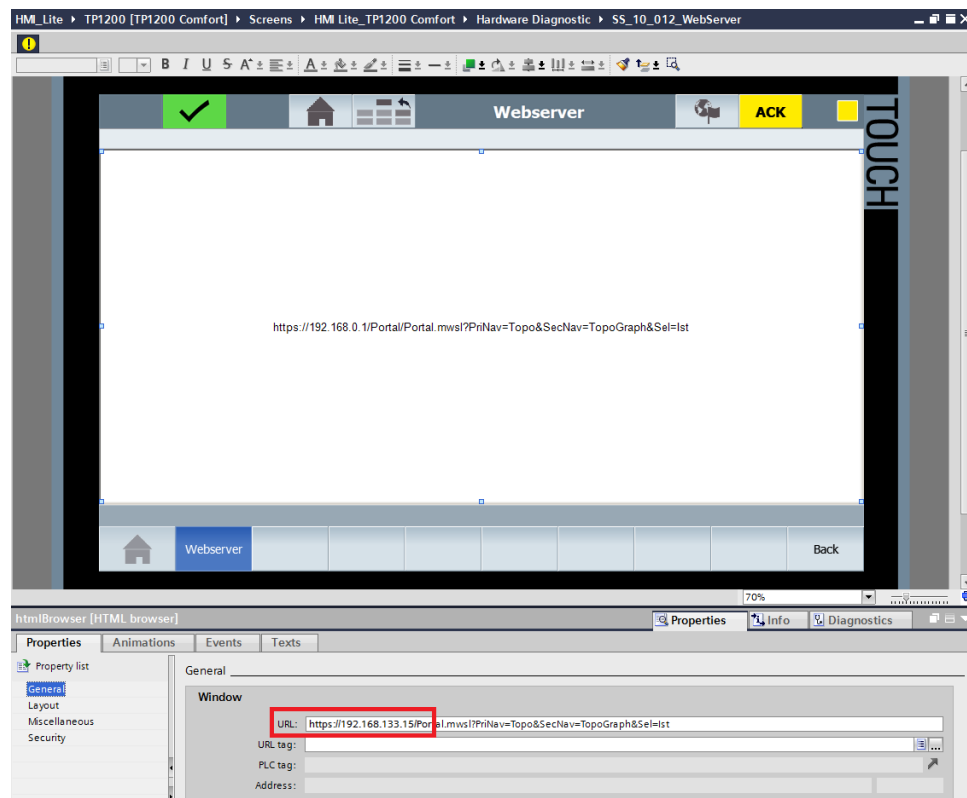 HMI_Lite ▸ TP1200 [TP1200 Comfort] ▸ Screens ▸ HMI Lite_TP1200 Comfort ▸ Hardware Diagnostic ▸ SS_10_012_WebServer
B I U S A
Webserver
ACK
TOUCH
https://192.168.0.1/Portal/Portal.mwsl?PriNav=Topo&SecNav=TopoGraph&Sel=Ist
Webserver
Back
70%
htmlBrowser [HTML browser]
Properties Info Diagnostics
Properties Animations Events Texts
Property list
General
Layout
Miscellaneous
Security
General
Window
URL: https://192.168.133.15/Portal.mwsl?PriNav=Topo&SecNav=TopoGraph&Sel=Ist
URL tag:
PLC tag:
Address: